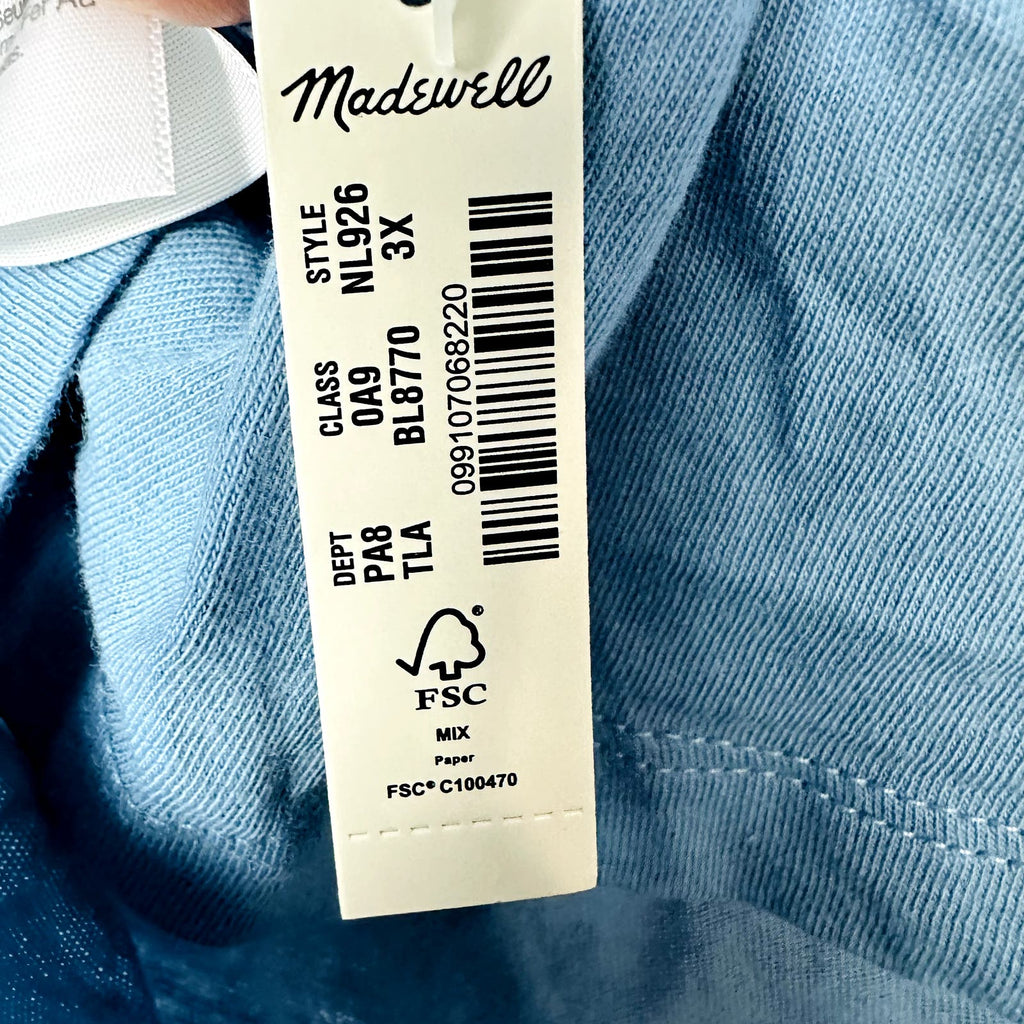 Madewell
STYLE
NL926
3X
CLASS
0A9
BL8770
DEPT
PA8
TLA
099107068220
FSC
MIX
Paper
FSC® C100470